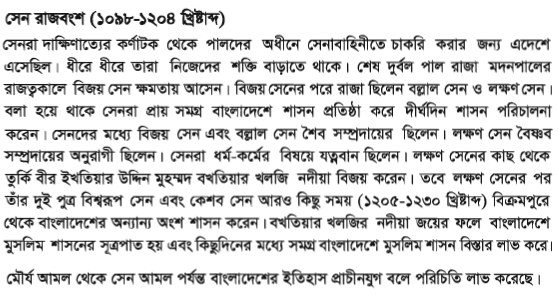 সেন রাজবংশ (১০৯৮-১২০৪ খ্রিষ্টাব্দ)
সেনরা দাক্ষিণাত্যের কর্ণাটক থেকে পালদের অধীনে সেনাবাহিনীতে চাকরি করার জন্য এদেশে
এসেছিল। ধীরে ধীরে তারা নিজেদের শক্তি বাড়াতে থাকে। শেষ দুর্বল পাল রাজা মদনপালের
রাজত্বকালে বিজয় সেন ক্ষমতায় আসেন। বিজয় সেনের পরে রাজা ছিলেন বল্লাল সেন ও লক্ষণ সেন।
বলা হয়ে থাকে সেনরা প্রায় সমগ্র বাংলাদেশে শাসন প্রতিষ্ঠা করে দীর্ঘদিন শাসন পরিচালনা
করেন। সেনদের মধ্যে বিজয় সেন এবং বল্লাল সেন শৈব সম্প্রদায়ের ছিলেন। লক্ষণ সেন বৈষ্ণব
সম্প্রদায়ের অনুরাগী ছিলেন। সেনরা ধর্ম-কর্মের বিষয়ে যত্নবান ছিলেন। লক্ষণ সেনের কাছ থেকে
তুর্কি বীর ইখতিয়ার উদ্দিন মুহম্মদ বখতিয়ার খলজি নদীয়া বিজয় করেন। তবে লক্ষণ সেনের পর
তাঁর দুই পুত্র বিশ্বরূপ সেন এবং কেশব সেন আরও কিছু সময় (১২০৫-১২৩০ খ্রিষ্টাব্দ) বিক্রমপুরে
থেকে বাংলাদেশের অন্যান্য অংশ শাসন করেন। বখতিয়ার খলজির নদীয়া জয়ের ফলে বাংলাদেশে
মুসলিম শাসনের সূত্রপাত হয় এবং কিছুদিনের মধ্যে সমগ্র বাংলাদেশে মুসলিম শাসন বিস্তার লাভ করে।
মৌর্য আমল থেকে সেন আমল পর্যন্ত বাংলাদেশের ইতিহাস প্রাচীনযুগ বলে পরিচিতি লাভ করেছে।